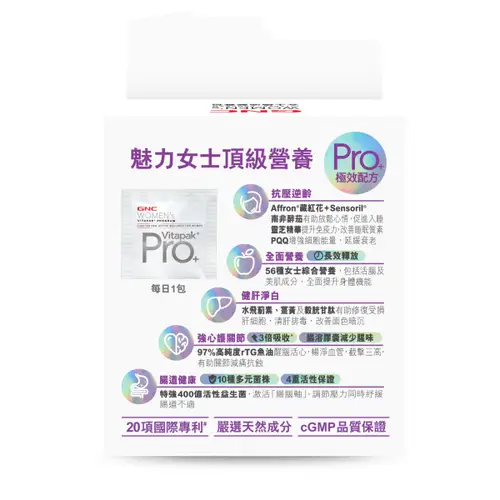 魅力女士頂級營養
Pro+
極效配方
GNC
WOMEN'S
VITAPAK® PROGRAM
Vitapak®
Pro+
每日1包
抗壓逆齡
Affron®藏紅花+Sensoril®
南非醉茄有助放鬆心情,促進入睡
靈芝精華提升免疫力,改善睡眠質素
PQQ增強細胞能量,延緩衰老
全面營養 長效釋放
56種女士綜合營養,包括活腦及
美肌成分,全面提升身體機能
健肝淨白
水飛薊素、薑黃及穀胱甘肽有助修復受損
肝細胞,清肝排毒,改善面色暗沉
強心護關節 3倍吸收^ 腸溶膠囊減少腥味
97%高純度rTG魚油醒腦活心,暢淨血管,截擊三高,
有助關節減痛抗蝕
腸道健康 10種多元菌株 4重活性保證
特強400億活性益生菌,激活「腸腦軸」,調節壓力同時紓緩
腸道不適
20項國際專利# 嚴選天然成分 cGMP品質保證